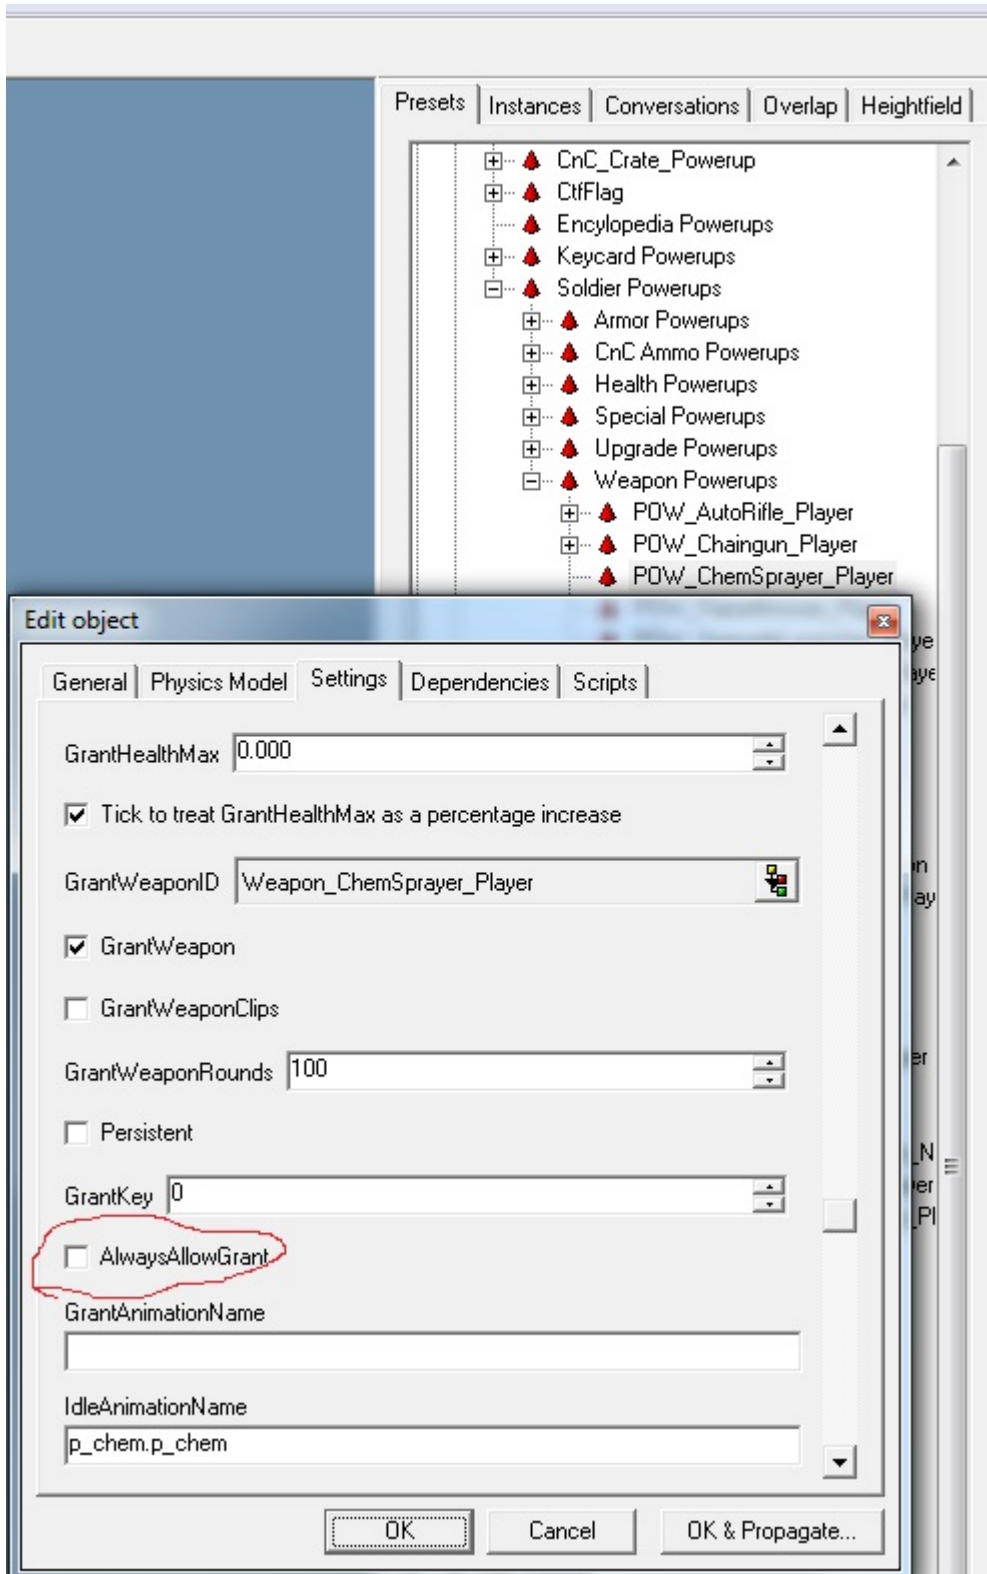 Presets Instances Conversations Overlap Heightfield
CnC_Crate_Powerup
CtfFlag
Encylopedia Powerups
Keycard Powerups
Soldier Powerups
Armor Powerups
CnC Ammo Powerups
Health Powerups
Special Powerups
Upgrade Powerups
Weapon Powerups
POW_AutoRifle_Player
POW_Chaingun_Player
POW_ChemSprayer_Player
Edit object
General Physics Model Settings Dependencies Scripts
GrantHealthMax 0.000
Tick to treat GrantHealthMax as a percentage increase
GrantWeaponID Weapon_ChemSprayer_Player
GrantWeapon
GrantWeaponClips
GrantWeaponRounds 100
Persistent
GrantKey 0
AlwaysAllowGrant
GrantAnimationName
IdleAnimationName
p_chem.p_chem
OK Cancel OK & Propagate...